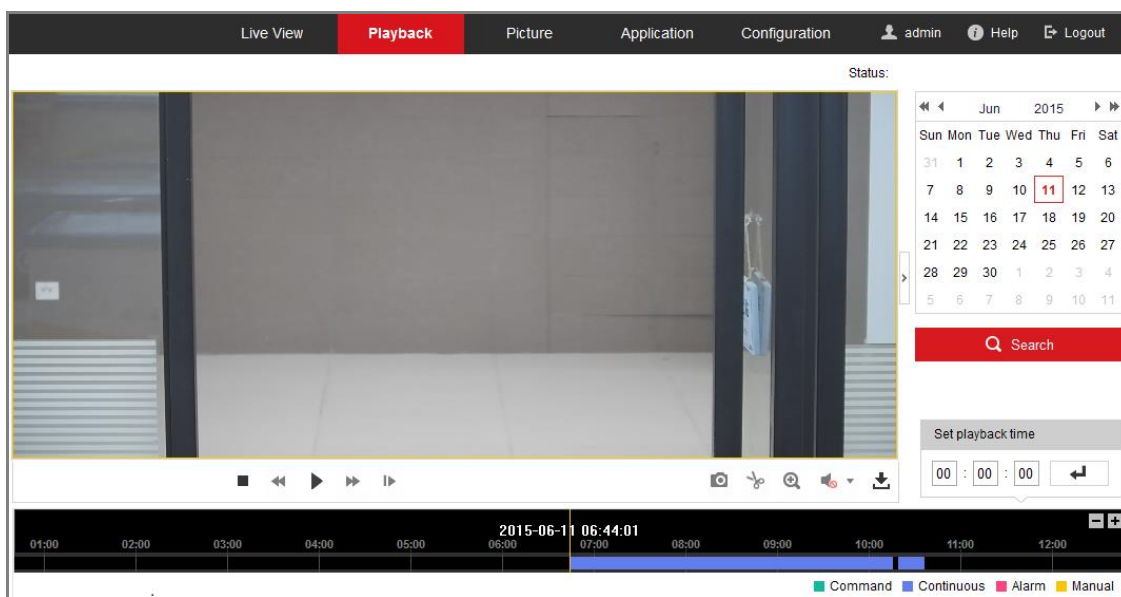 Live View Playback Picture Application Configuration admin Help Logout
Status:
Jun 2015
Sun Mon Tue Wed Thu Fri Sat
31 1 2 3 4 5 6
7 8 9 10 11 12 13
14 15 16 17 18 19 20
21 22 23 24 25 26 27
28 29 30 1 2 3 4
5 6 7 8 9 10 11
Search
Set playback time
00 : 00 : 00
2015-06-11 06:44:01
01:00 02:00 03:00 04:00 05:00 06:00 07:00 08:00 09:00 10:00 11:00 12:00
Command Continuous Alarm Manual